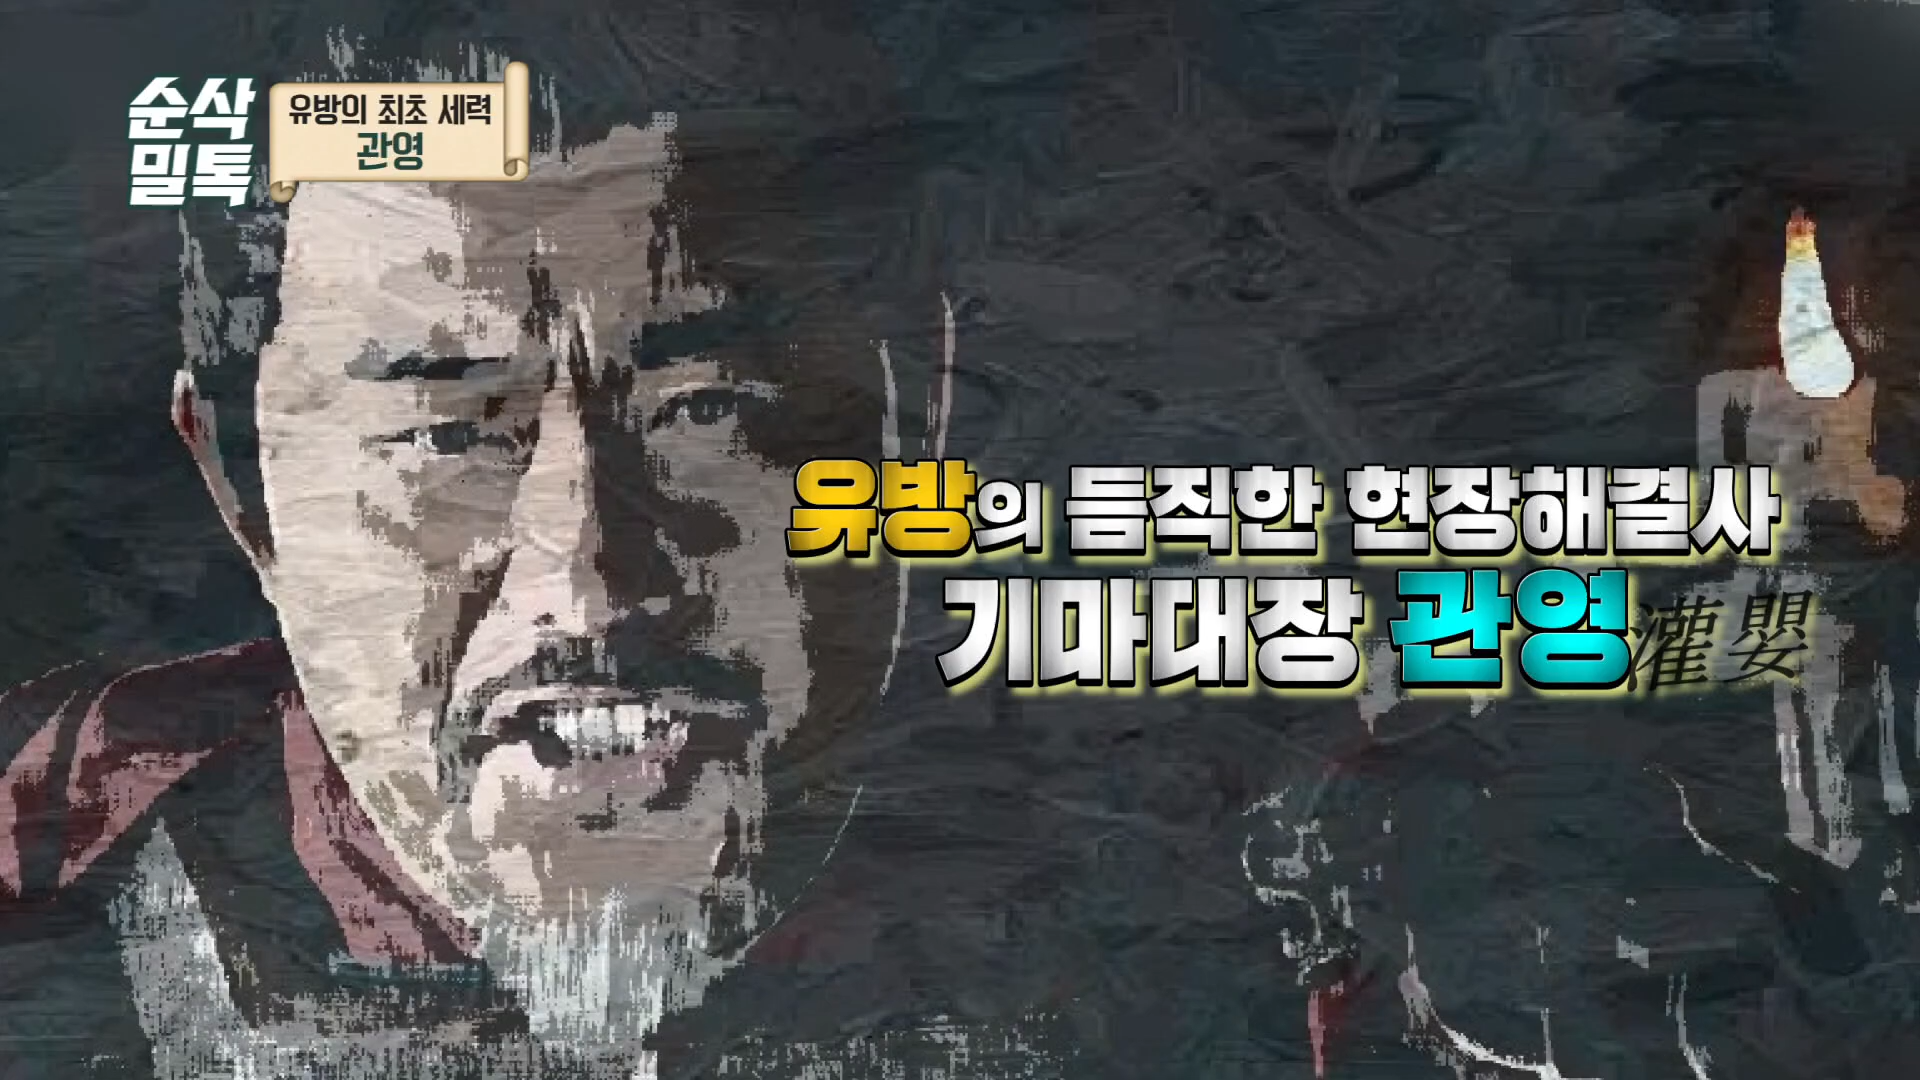 순삭
밀톡
유방의 최초 세력
관영
유방의 듬직한 현장해결사
기마대장 관영 灌嬰